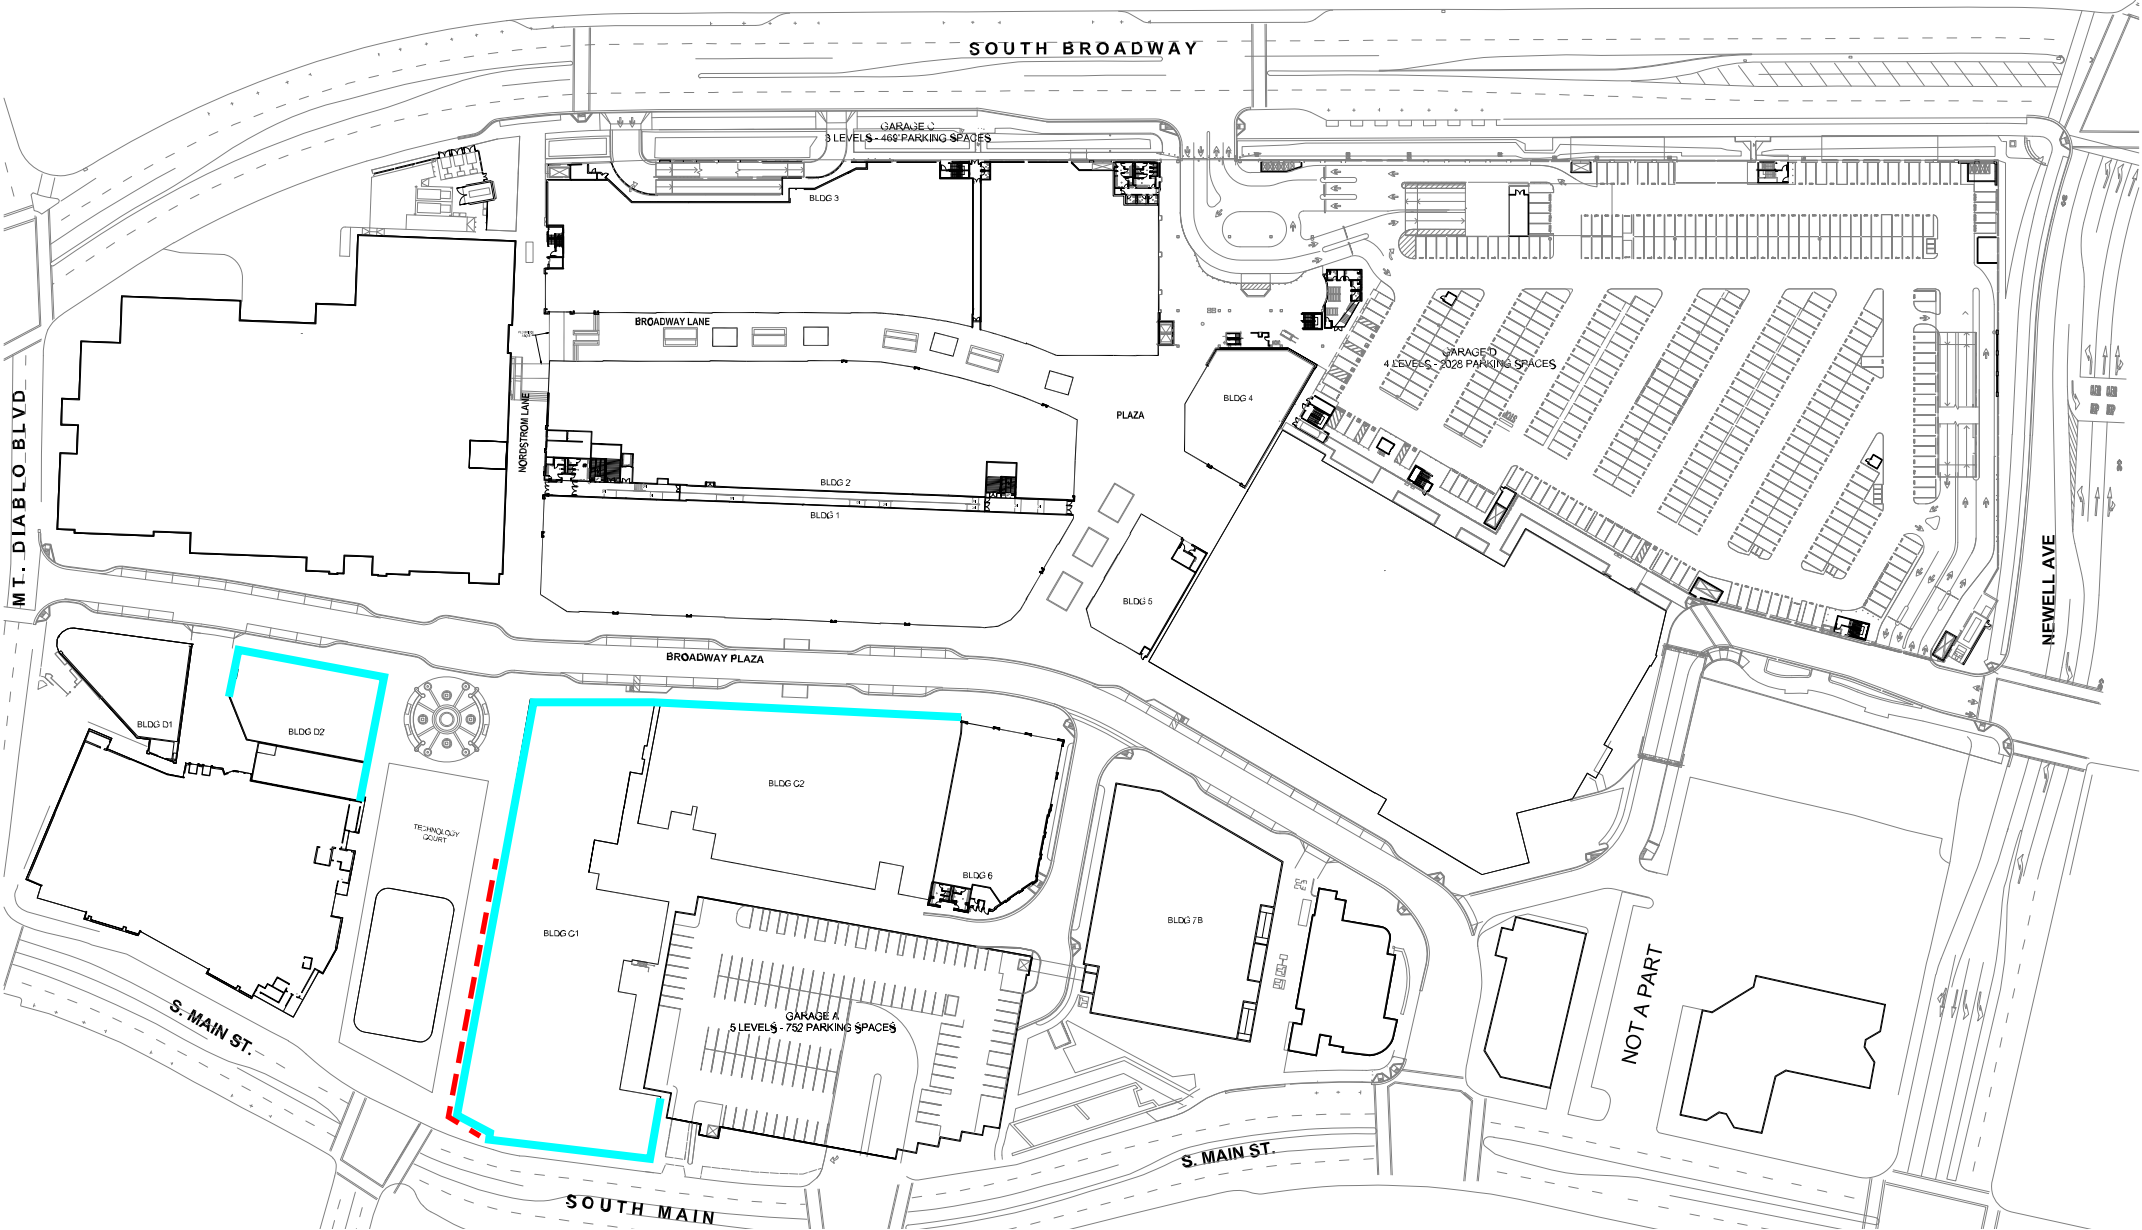 SOUTH BROADWAY
GARAGE C
3 LEVELS - 469 PARKING SPACES
BLDG 3
BROADWAY LANE
GARAGE D
4 LEVELS - 2028 PARKING SPACES
BLDG 4
PLAZA
NORDSTROM LANE
MT. DIABLO BLVD
BLDG 2
BLDG 1
BLDG 5
NEWELL AVE
BROADWAY PLAZA
BLDG D1
BLDG D2
BLDG C2
TECHNOLOGY
COURT
BLDG 6
BLDG 7B
BLDG C1
NOT A PART
GARAGE A
5 LEVELS - 752 PARKING SPACES
S. MAIN ST.
S. MAIN ST.
SOUTH MAIN